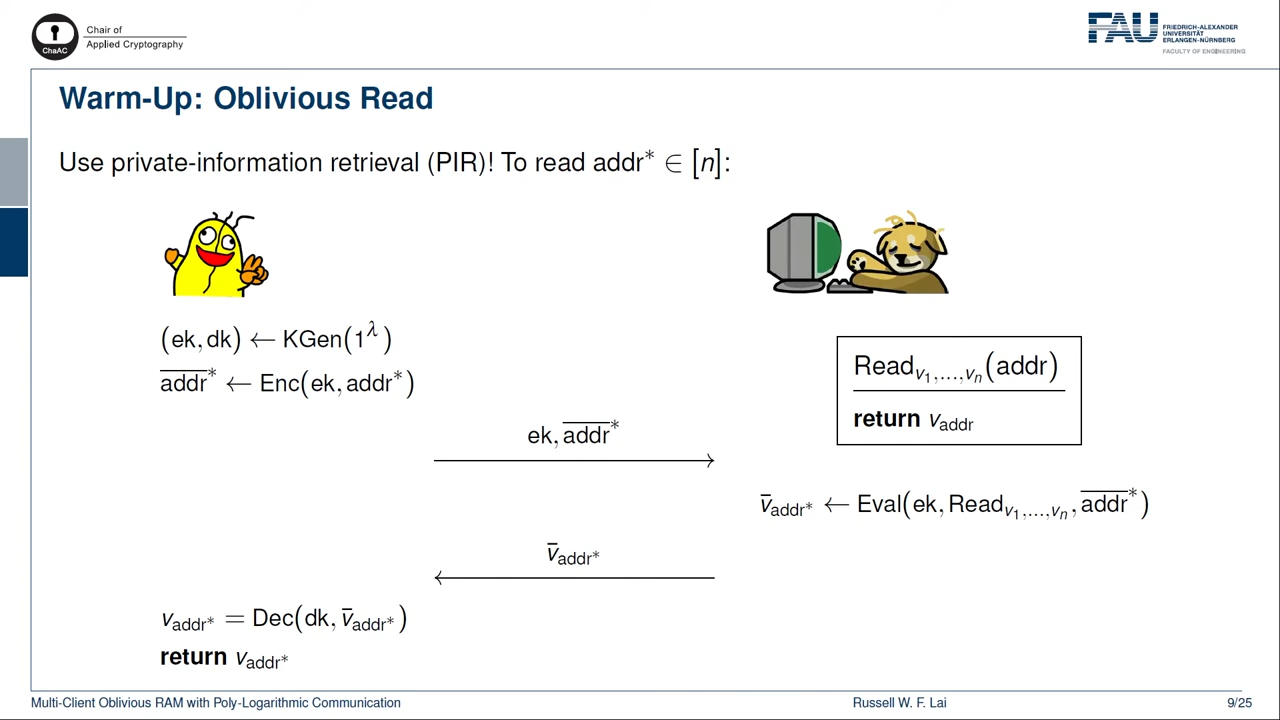 Chair of
Applied Cryptography
ChaAC
FAU
FRIEDRICH-ALEXANDER
UNIVERSITÄT
ERLANGEN-NÜRNBERG
FACULTY OF ENGINEERING
Warm-Up: Oblivious Read
Use private-information retrieval (PIR)! To read addr* ∈ [n]:
(ek, dk) ← KGen(1^λ)
a̅d̅d̅r̅* ← Enc(ek, addr*)
Read_{v₁,...,vₙ}(addr)
return v_addr
ek, a̅d̅d̅r̅*
v̄_addr* ← Eval(ek, Read_{v₁,...,vₙ}, a̅d̅d̅r̅*)
v̄_addr*
v_addr* = Dec(dk, v̄_addr*)
return v_addr*
Multi-Client Oblivious RAM with Poly-Logarithmic Communication
Russell W. F. Lai
9/25